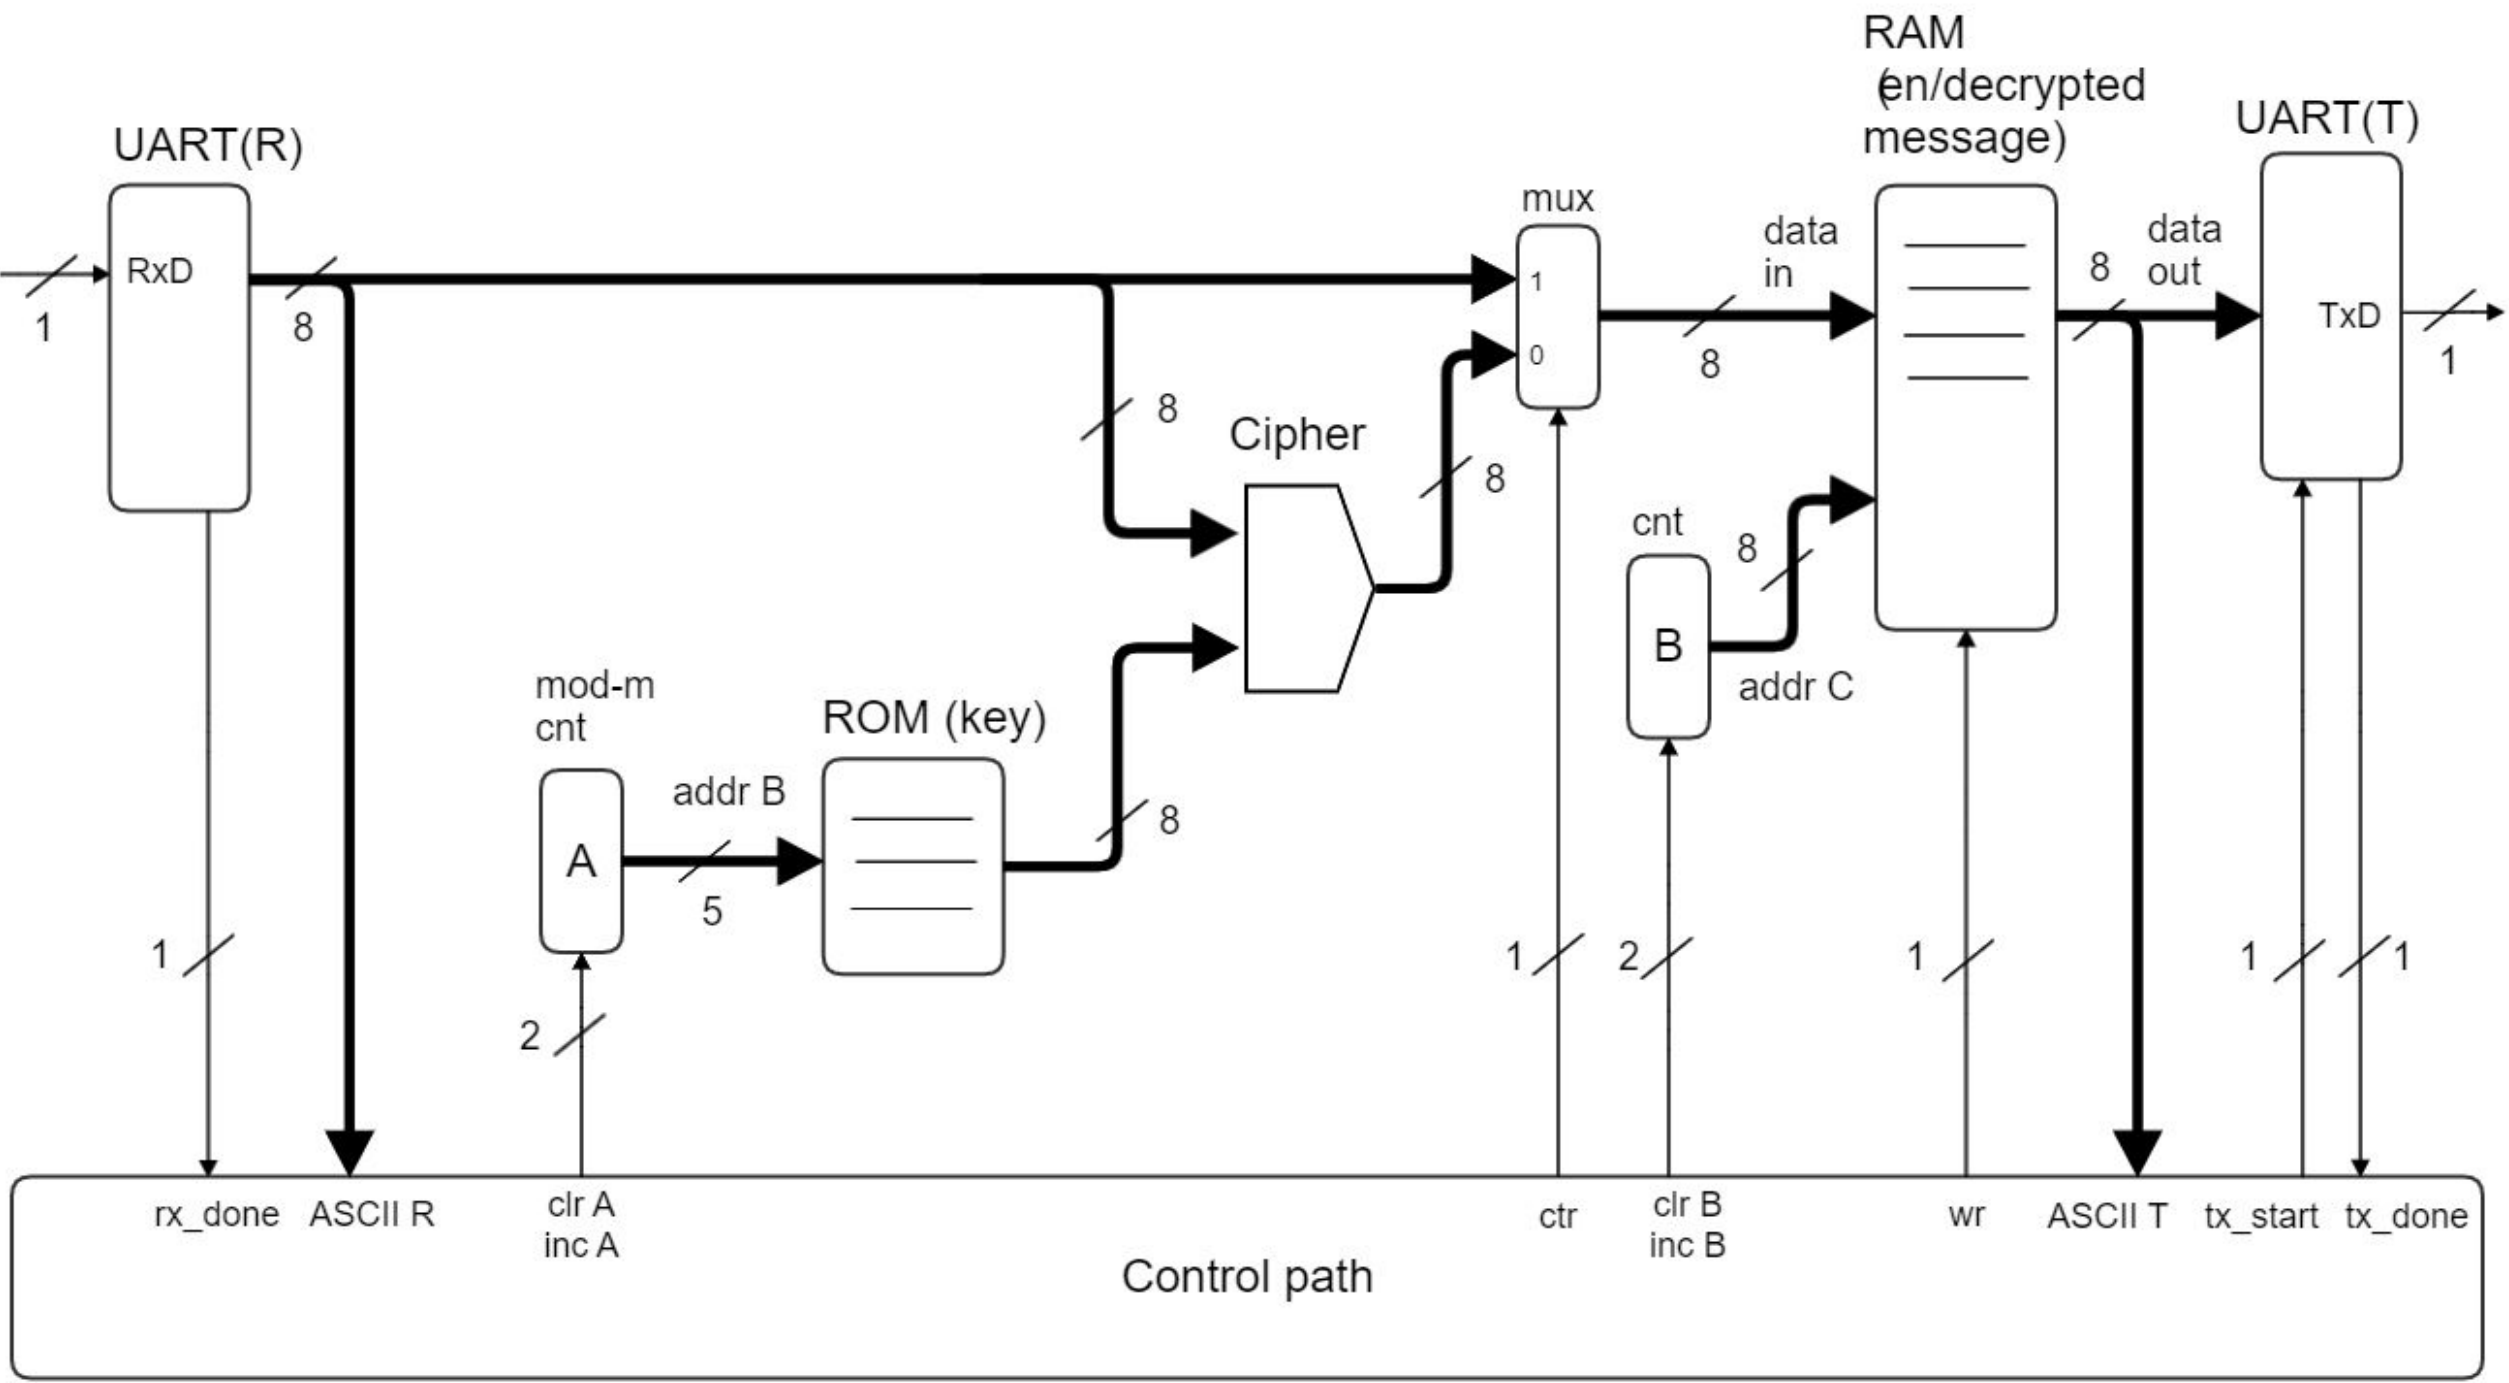 RAM
(en/decrypted
message)
UART(T)
UART(R)
mux
data
in
data
out
8
RxD
1
TxD
1
8
0
8
1
8
Cipher
8
cnt
8
B
addr C
mod-m
cnt
ROM (key)
addr B
8
A
5
1
1
2
1
1
1
2
rx_done
ASCII R
clr A
inc A
ctr
clr B
inc B
wr
ASCII T
tx_start
tx_done
Control path